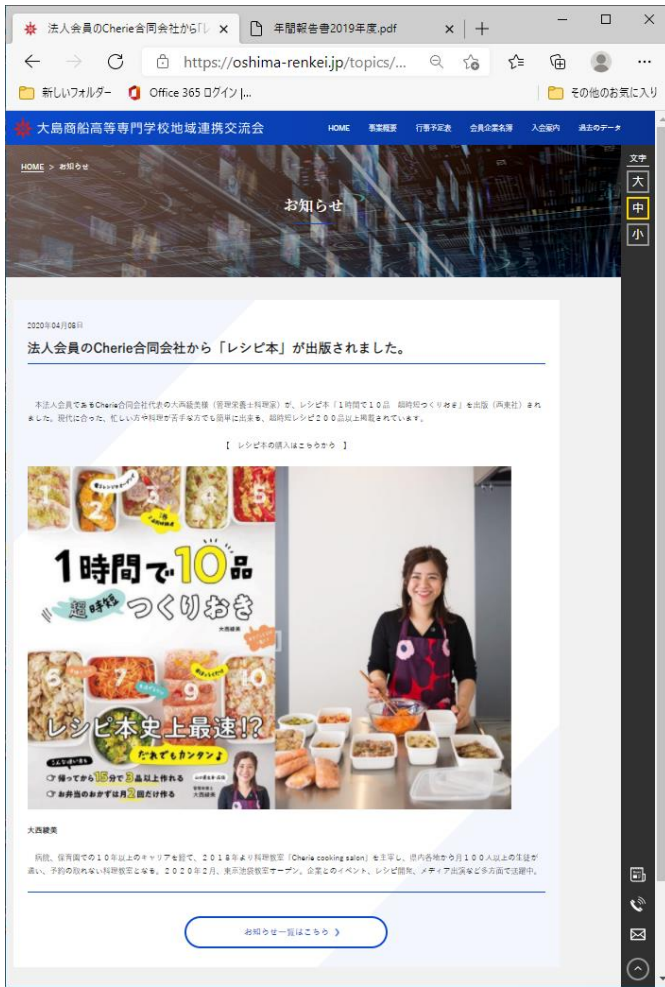 法人会員のCherie合同会社から「レ
年間報告書2019年度.pdf
https://oshima-renkei.jp/topics/...
新しいフォルダー
Office 365 ログイン |...
その他のお気に入り
大島商船高等専門学校地域連携交流会
HOME 事業概要 行事予定表 会員企業名簿 入会案内 過去のデータ
HOME > お知らせ
お知らせ
文字
大
中
小
2020年04月08日
法人会員のCherie合同会社から「レシピ本」が出版されました。
本法人会員であるCherie合同会社代表の大西綾美様（管理栄養士料理家）が、レシピ本「1時間で10品 超時短つくりおき」を出版（西東社）され
ました。現代に合った、忙しい方や料理が苦手な方でも簡単に出来る、超時短レシピ200品以上掲載されています。
【 レシピ本の購入はこちらから 】
1 2 3 4 5
1時間で10品
超時短 つくりおき
大西綾美
6 7 8 9 10
レシピ本史上最速!?
こんな使い方も
だれでもカンタン♪
帰ってから15分で3品以上作れる
お弁当のおかずは月2回だけ作る
大西綾美
大西綾美
病院、保育園での10年以上のキャリアを経て、2018年より料理教室「Cherie cooking salon」を主宰し、県内各地から月100人以上の生徒が
通い、予約の取れない料理教室となる。2020年2月、東京池袋教室オープン。企業とのイベント、レシピ開発、メディア出演など多方面で活躍中。
お知らせ一覧はこちら